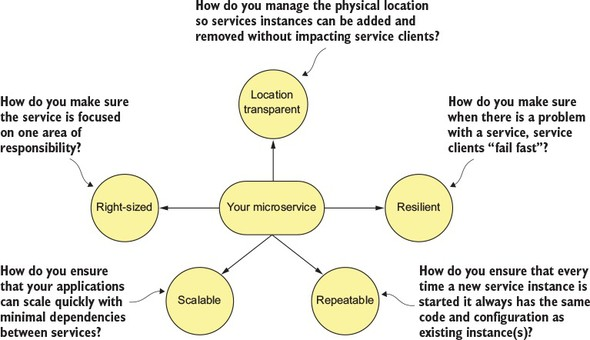 How do you manage the physical location
so services instances can be added and
removed without impacting service clients?
Location
transparent
How do you make sure
the service is focused
on one area of
responsibility?
How do you make sure
when there is a problem
with a service, service
clients “fail fast”?
Right-sized
Your microservice
Resilient
How do you ensure
that your applications
can scale quickly with
minimal dependencies
between services?
Scalable
Repeatable
How do you ensure that every
time a new service instance is
started it always has the same
code and configuration as
existing instance(s)?